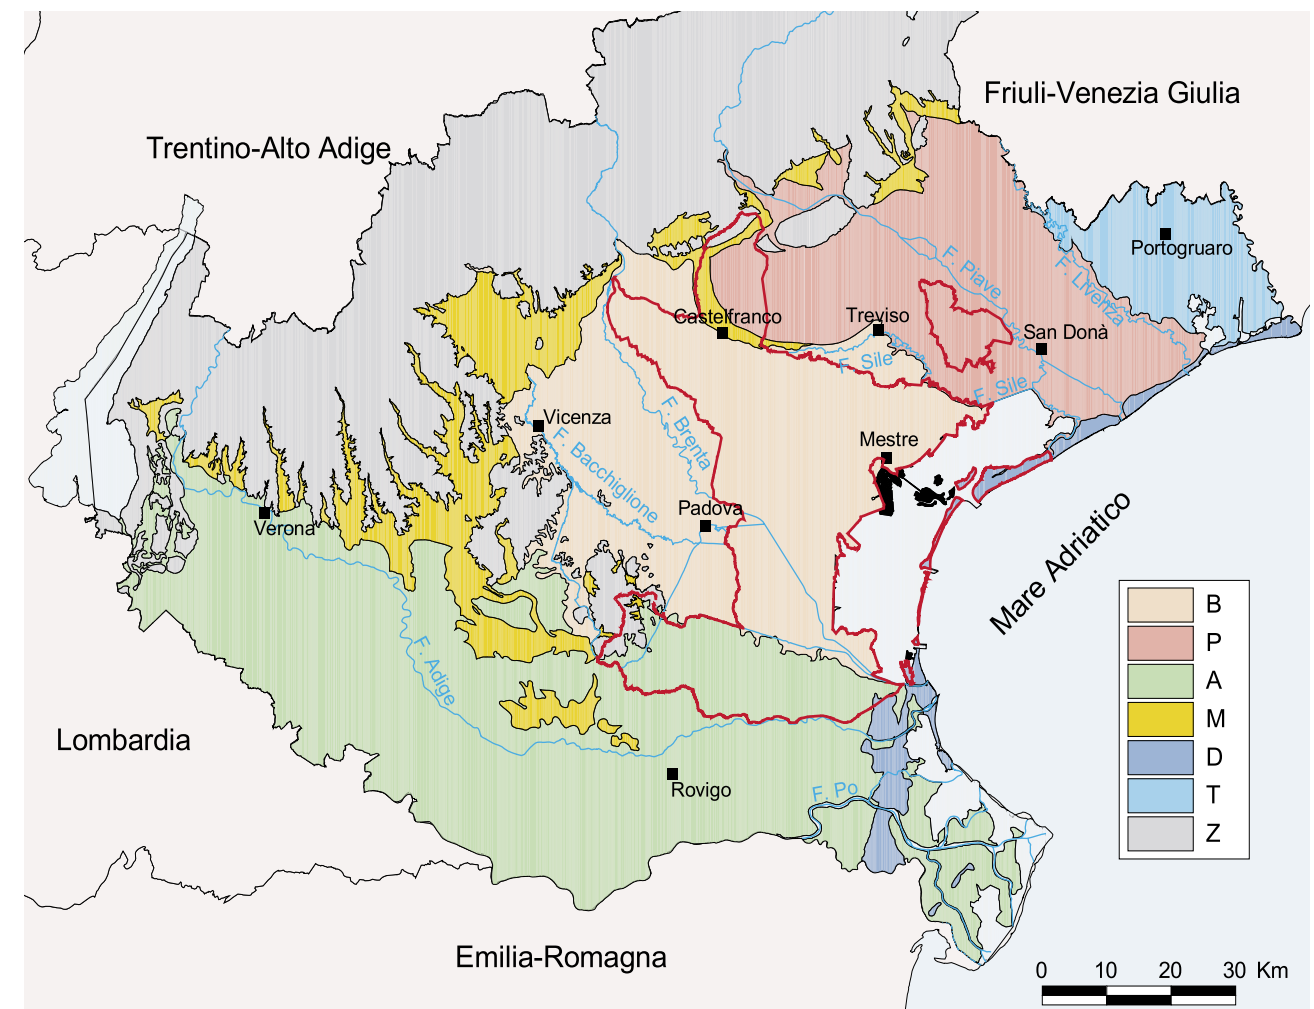 Friuli-Venezia Giulia
Trentino-Alto Adige
Portogruaro
F. Piave
F. Livenza
Castelfranco
Treviso
San Donà
F. Sile
F. Sile
Vicenza
F. Brenta
Mestre
F. Bacchiglione
Padova
Verona
Mare Adriatico
F. Adige
B
P
A
M
D
T
Z
Lombardia
Rovigo
F. Po
Emilia-Romagna
0 10 20 30 Km